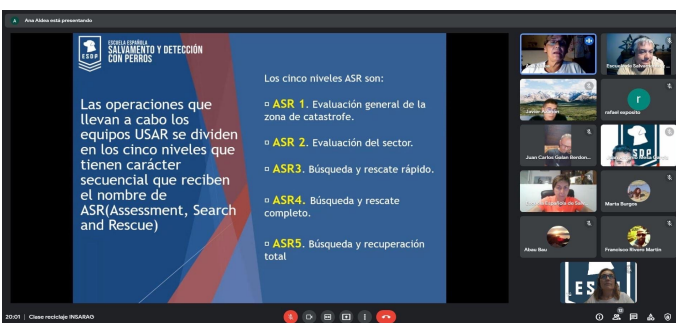 Ana Aldea está presentando
ESDP
ESCUELA ESPAÑOLA
SALVAMENTO Y DETECCIÓN
CON PERROS
Las operaciones que
llevan a cabo los
equipos USAR se dividen
en los cinco niveles que
tienen carácter
secuencial que reciben
el nombre de
ASR(Assessment, Search
and Rescue)
Los cinco niveles ASR son:
▫ ASR 1. Evaluación general de la
zona de catastrofe.
▫ ASR 2. Evaluación del sector.
▫ ASR3. Búsqueda y rescate rápido.
▫ ASR4. Búsqueda y rescate
completo.
▫ ASR5. Búsqueda y recuperación
total
rafael esposito
Juan Carlos Galan Berdon...
Marta Burgos
Abau Bau
Francisco Rivero Martín
ES
20:01 | Clase reciclaje INSARAG